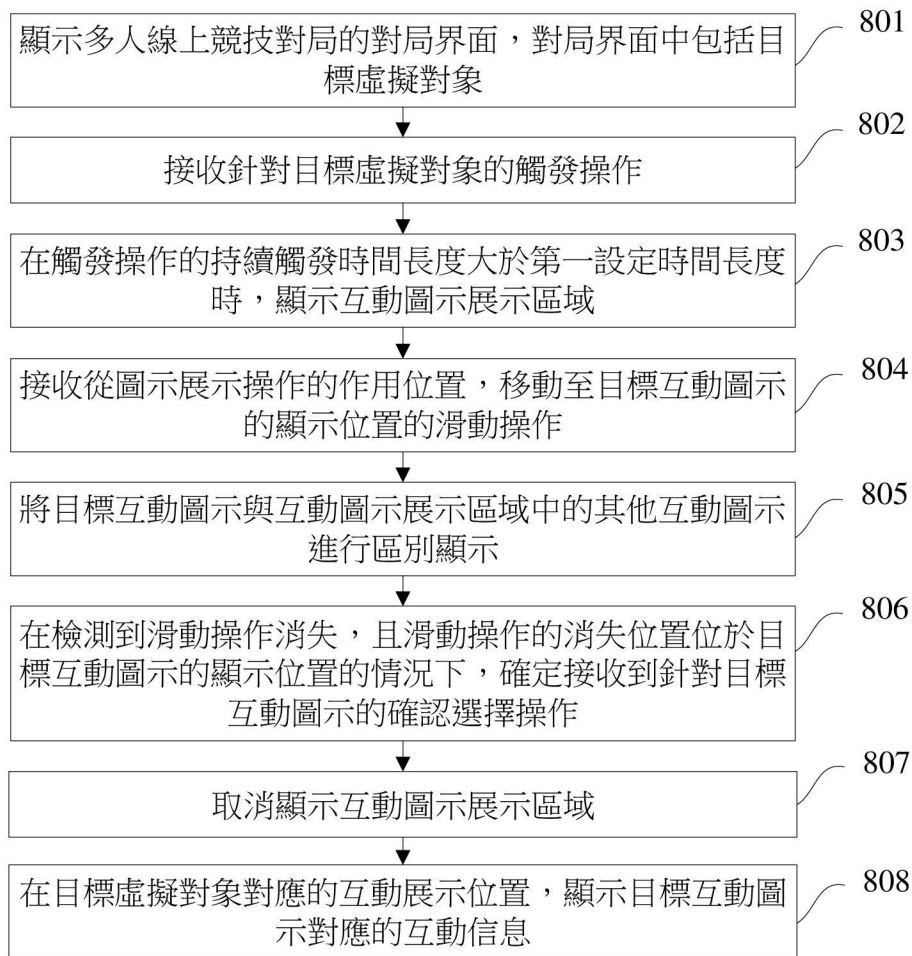 顯示多人線上競技對局的對局界面，對局界面中包括目
標虛擬對象
801
接收針對目標虛擬對象的觸發操作
802
在觸發操作的持續觸發時間長度大於第一設定時間長度
時，顯示互動圖示展示區域
803
接收從圖示展示操作的作用位置，移動至目標互動圖示
的顯示位置的滑動操作
804
將目標互動圖示與互動圖示展示區域中的其他互動圖示
進行區別顯示
805
在檢測到滑動操作消失，且滑動操作的消失位置位於目
標互動圖示的顯示位置的情況下，確定接收到針對目標
互動圖示的確認選擇操作
806
取消顯示互動圖示展示區域
807
在目標虛擬對象對應的互動展示位置，顯示目標互動圖
示對應的互動信息
808